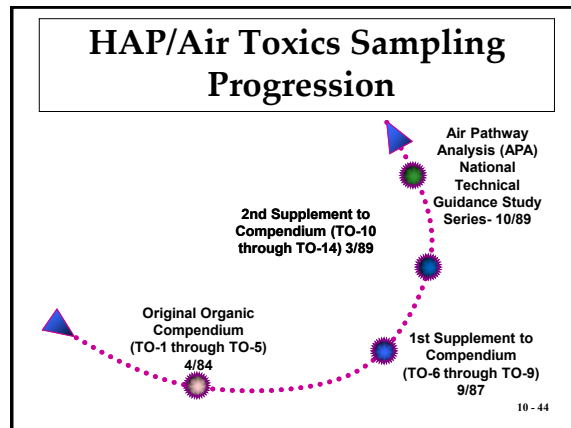 HAP/Air Toxics Sampling
Progression
Original Organic
Compendium
(TO-1 through TO-5)
4/84
1st Supplement to
Compendium
(TO-6 through TO-9)
9/87
2nd Supplement to
Compendium (TO-10
through TO-14) 3/89
Air Pathway
Analysis (APA)
National
Technical
Guidance Study
Series- 10/89
10 - 44